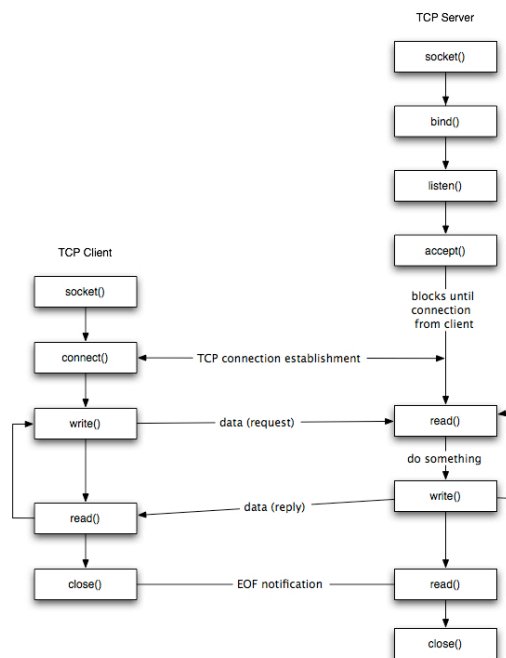 TCP Server
socket()
bind()
listen()
accept()
blocks until
connection
from client
TCP Client
socket()
connect()
TCP connection establishment
write()
data (request)
read()
do something
write()
data (reply)
read()
close()
EOF notification
read()
close()